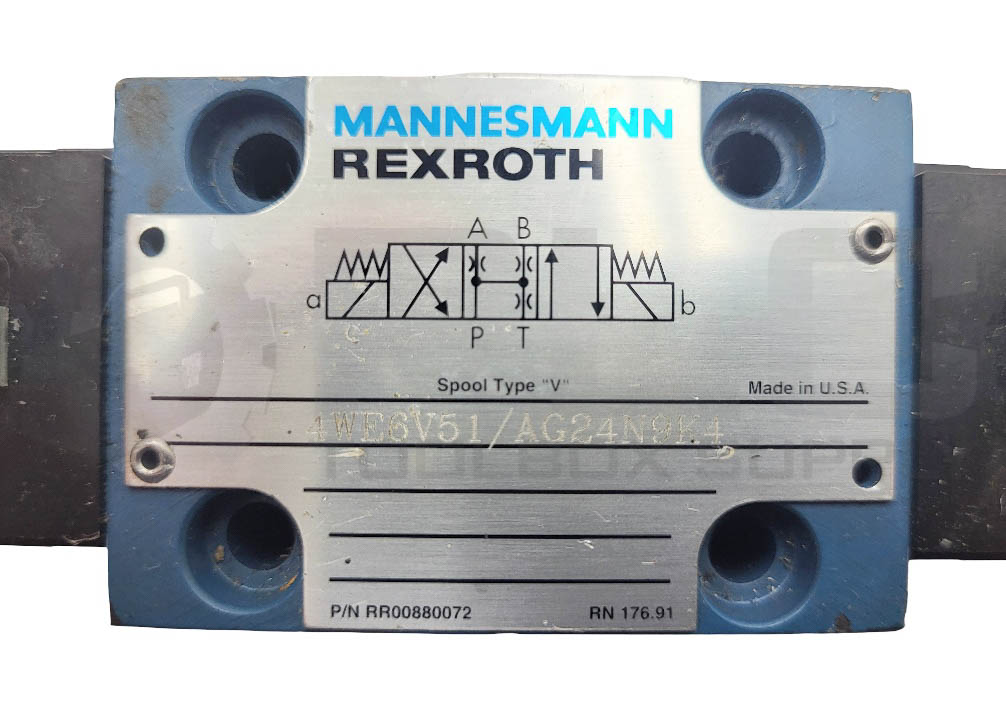 MANNESMANN
REXROTH
A B
a b
P T
Spool Type "V"
Made in U.S.A.
4WE6V51/AG24N9K4
P/N RR00880072
RN 176.91